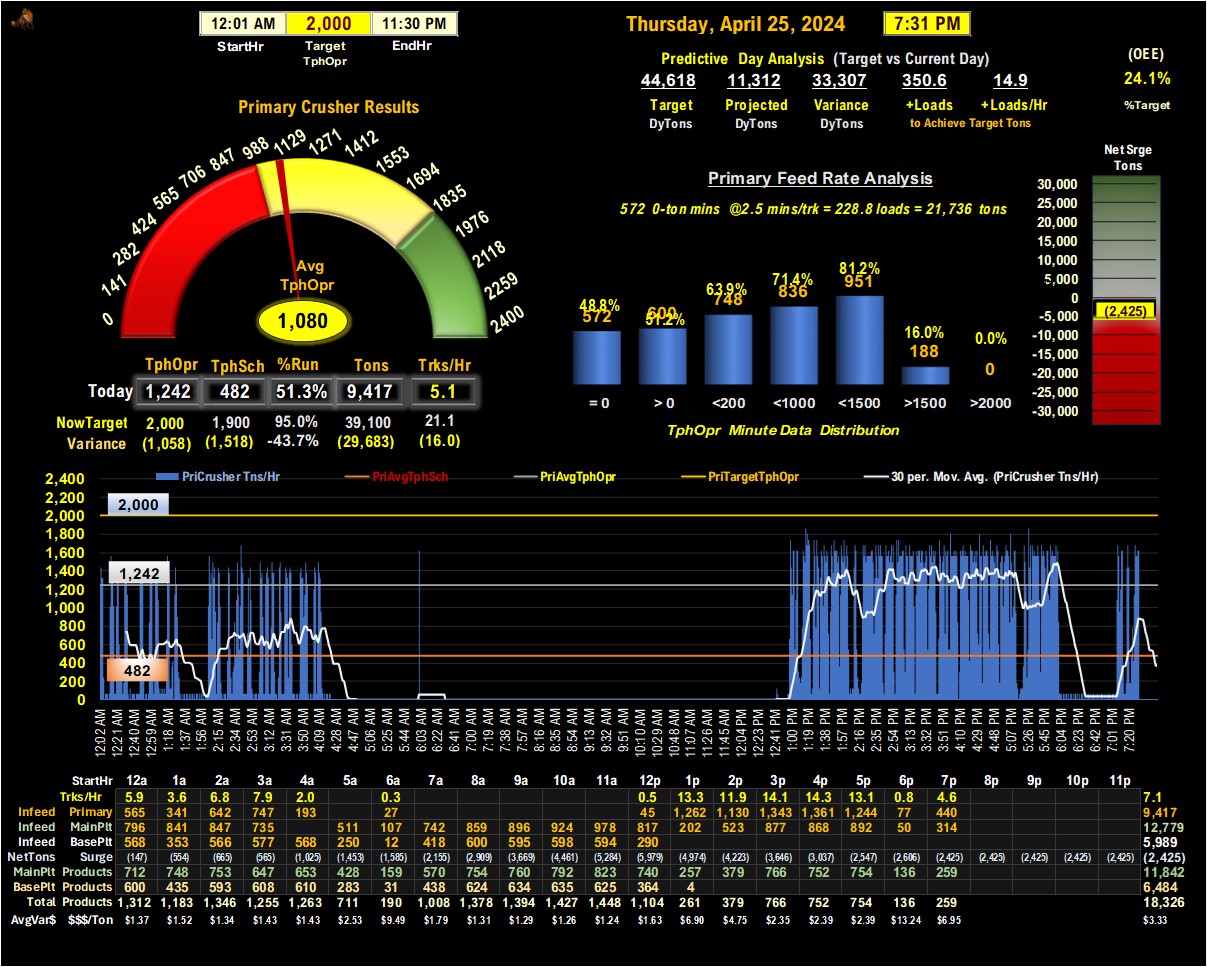 12:01 AM 2,000 11:30 PM
StartHr Target TphOpr EndHr
Thursday, April 25, 2024 7:31 PM
Predictive Day Analysis (Target vs Current Day)
44,618 11,312 33,307 350.6 14.9
Target Projected Variance +Loads +Loads/Hr
DyTons DyTons DyTons to Achieve Target Tons
(OEE)
24.1%
%Target
Primary Crusher Results
0 141 282 424 565 706 847 988 1129 1271 1412 1553 1694 1835 1976 2118 2259 2400
Avg
TphOpr
1,080
TphOpr TphSch %Run Tons Trks/Hr
Today 1,242 482 51.3% 9,417 5.1
NowTarget 2,000 1,900 95.0% 39,100 21.1
Variance (1,058) (1,518) -43.7% (29,683) (16.0)
Primary Feed Rate Analysis
572 0-ton mins @2.5 mins/trk = 228.8 loads = 21,736 tons
48.8% 51.2% 63.9% 71.4% 81.2% 16.0% 0.0%
572 600 748 836 951 188 0
= 0 > 0 <200 <1000 <1500 >1500 >2000
TphOpr Minute Data Distribution
Net Srge
Tons
30,000
25,000
20,000
15,000
10,000
5,000
0
(2,425)
-5,000
-10,000
-15,000
-20,000
-25,000
-30,000
PriCrusher Tns/Hr PriAvgTphSch PriAvgTphOpr PriTargetTphOpr 30 per. Mov. Avg. (PriCrusher Tns/Hr)
2,400
2,200
2,000
1,800
1,600
1,400
1,200
1,000
800
600
400
200
0
2,000
1,242
482
12:02 AM 12:21 AM 12:40 AM 12:59 AM 1:18 AM 1:37 AM 1:56 AM 2:15 AM 2:34 AM 2:53 AM 3:12 AM 3:31 AM 3:50 AM 4:09 AM 4:28 AM 4:47 AM 5:06 AM 5:25 AM 5:44 AM 6:03 AM 6:22 AM 6:41 AM 7:00 AM 7:19 AM 7:38 AM 7:57 AM 8:16 AM 8:35 AM 8:54 AM 9:13 AM 9:32 AM 9:51 AM 10:10 AM 10:29 AM 10:48 AM 11:07 AM 11:26 AM 11:45 AM 12:04 PM 12:23 PM 12:41 PM 1:00 PM 1:19 PM 1:38 PM 1:57 PM 2:16 PM 2:35 PM 2:54 PM 3:13 PM 3:32 PM 3:51 PM 4:10 PM 4:29 PM 4:48 PM 5:07 PM 5:26 PM 5:45 PM 6:04 PM 6:23 PM 6:42 PM 7:01 PM 7:20 PM
StartHr 12a 1a 2a 3a 4a 5a 6a 7a 8a 9a 10a 11a 12p 1p 2p 3p 4p 5p 6p 7p 8p 9p 10p 11p
Trks/Hr 5.9 3.6 6.8 7.9 2.0 0.3 0.5 13.3 11.9 14.1 14.3 13.1 0.8 4.6 7.1
Infeed Primary 565 341 642 747 193 27 45 1,262 1,130 1,343 1,361 1,244 77 440 9,417
Infeed MainPlt 796 841 847 735 511 107 742 859 896 924 978 817 202 523 877 868 892 50 314 12,779
Infeed BasePlt 568 353 566 577 568 250 12 418 600 595 598 594 290 5,989
NetTons Surge (147) (554) (665) (565) (1,025) (1,453) (1,585) (2,155) (2,909) (3,669) (4,461) (5,284) (5,979) (4,974) (4,223) (3,646) (3,037) (2,547) (2,606) (2,425) (2,425) (2,425) (2,425) (2,425) (2,425)
MainPlt Products 712 748 753 647 653 428 159 570 754 760 792 823 740 257 379 766 752 754 136 259 11,842
BasePlt Products 600 435 593 608 610 283 31 438 624 634 635 625 364 4 6,484
Total Products 1,312 1,183 1,346 1,255 1,263 711 190 1,008 1,378 1,394 1,427 1,448 1,104 261 379 766 752 754 136 259 18,326
AvgVar$ $$$/Ton $1.37 $1.52 $1.34 $1.43 $1.43 $2.53 $9.49 $1.79 $1.31 $1.29 $1.26 $1.24 $1.63 $6.90 $4.75 $2.35 $2.39 $2.39 $13.24 $6.95 $3.33